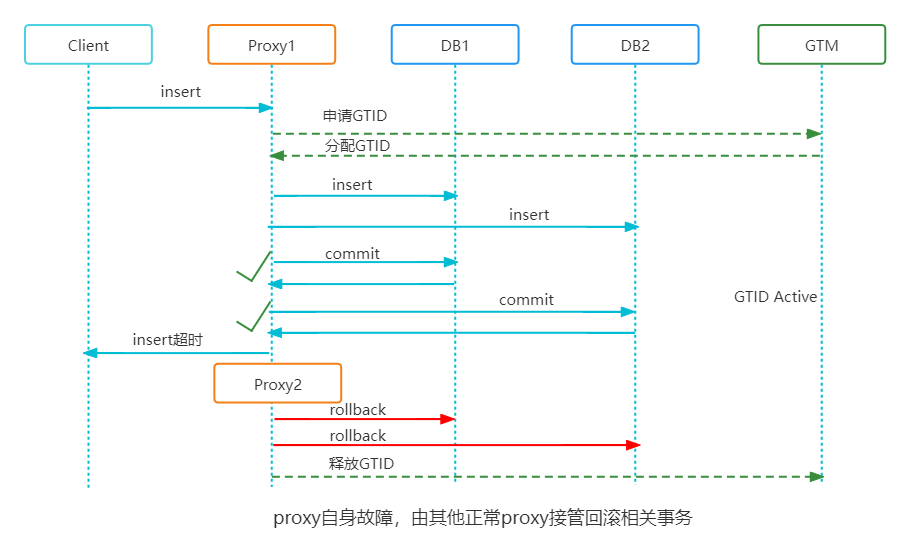 Client
Proxy1
DB1
DB2
GTM
insert
申请GTID
分配GTID
insert
insert
commit
GTID Active
commit
insert超时
Proxy2
rollback
rollback
释放GTID
proxy自身故障，由其他正常proxy接管回滚相关事务